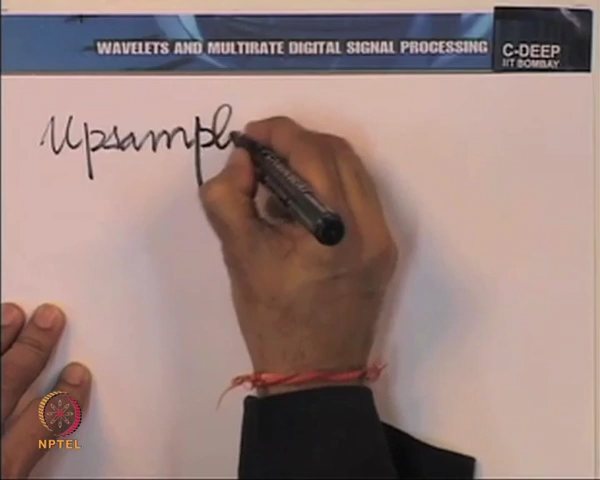 WAVELETS AND MULTIRATE DIGITAL SIGNAL PROCESSING
C-DEEP
IIT BOMBAY
Upsampl
NPTEL